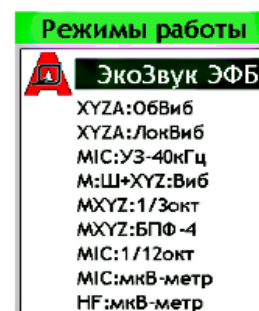 Режимы работы
ЭкоЗвук ЭФБ
XYZA:ОбВиб
XYZA:ЛокВиб
MIC:УЗ-40кГц
М:Ш+XYZ:Виб
MXYZ:1/3окт
MXYZ:БПФ-4
MIC:1/12окт
MIC:мкВ-метр
HF:мкВ-метр